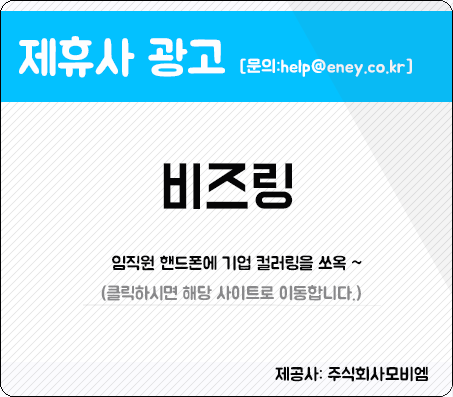 제휴사 광고 [문의:help@eney.co.kr]
비즈링
임직원 핸드폰에 기업 컬러링을 쏘옥 ~
(클릭하시면 해당 사이트로 이동합니다.)
제공사: 주식회사모비엠